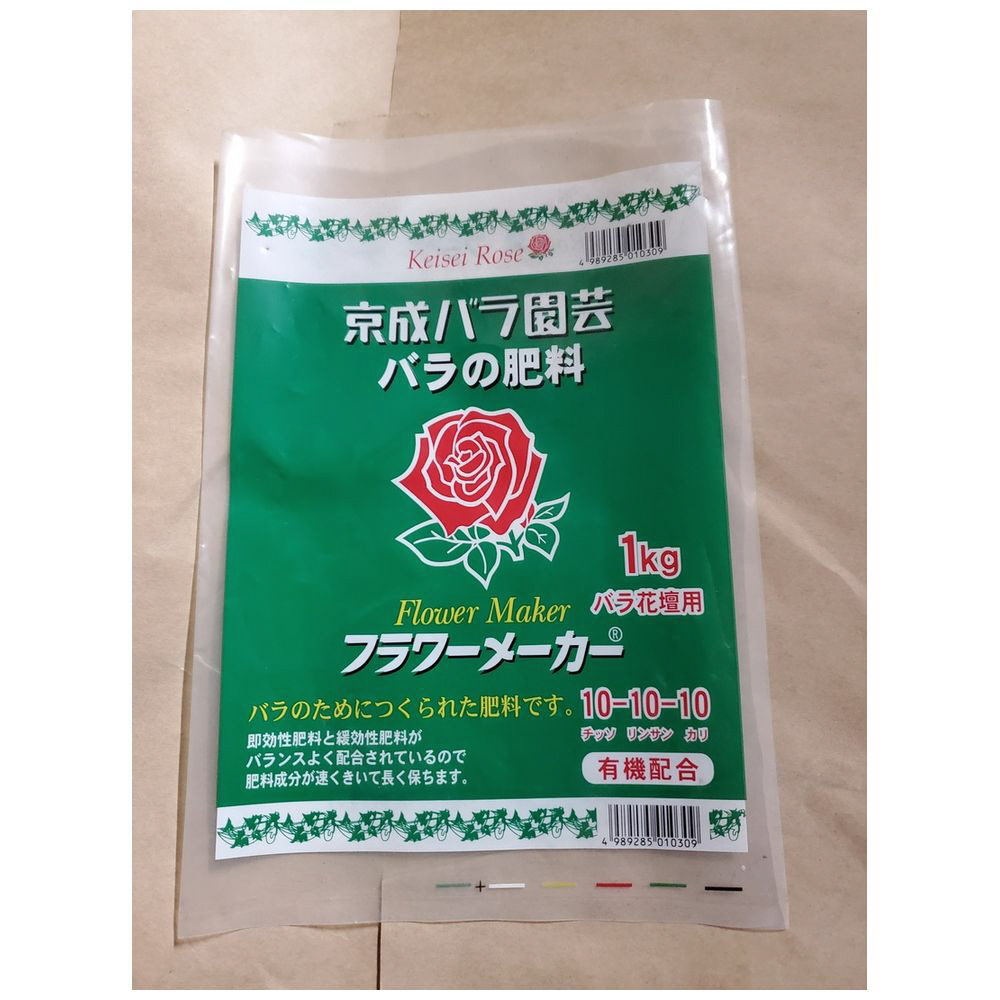 Keisei Rose
4 989285 010309
京成バラ園芸
バラの肥料
1kg
バラ花壇用
Flower Maker
フラワーメーカー®
バラのためにつくられた肥料です。
即効性肥料と緩効性肥料が
バランスよく配合されているので
肥料成分が速くきいて長く保ちます。
10-10-10
チッソ リンサン カリ
有機配合
4 989285 010309